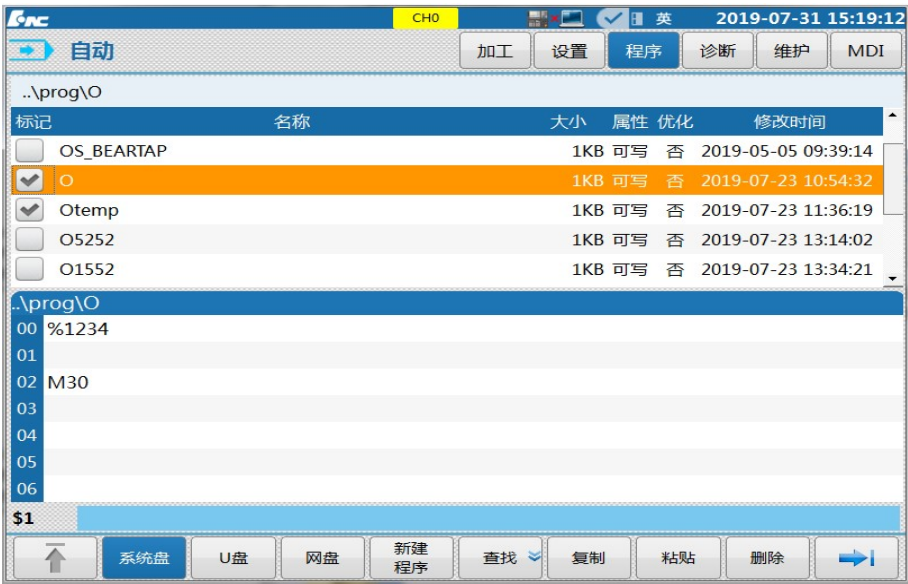 HNC CH0 英 2019-07-31 15:19:12
自动 加工 设置 程序 诊断 维护 MDI
..\prog\O
标记 名称 大小 属性 优化 修改时间
OS_BEARTAP 1KB 可写 否 2019-05-05 09:39:14
O 1KB 可写 否 2019-07-23 10:54:32
Otemp 1KB 可写 否 2019-07-23 11:36:19
O5252 1KB 可写 否 2019-07-23 13:14:02
O1552 1KB 可写 否 2019-07-23 13:34:21
..\prog\O
00 %1234
01
02 M30
03
04
05
06
$1
系统盘 U盘 网盘 新建 查找 复制 粘贴 删除
程序